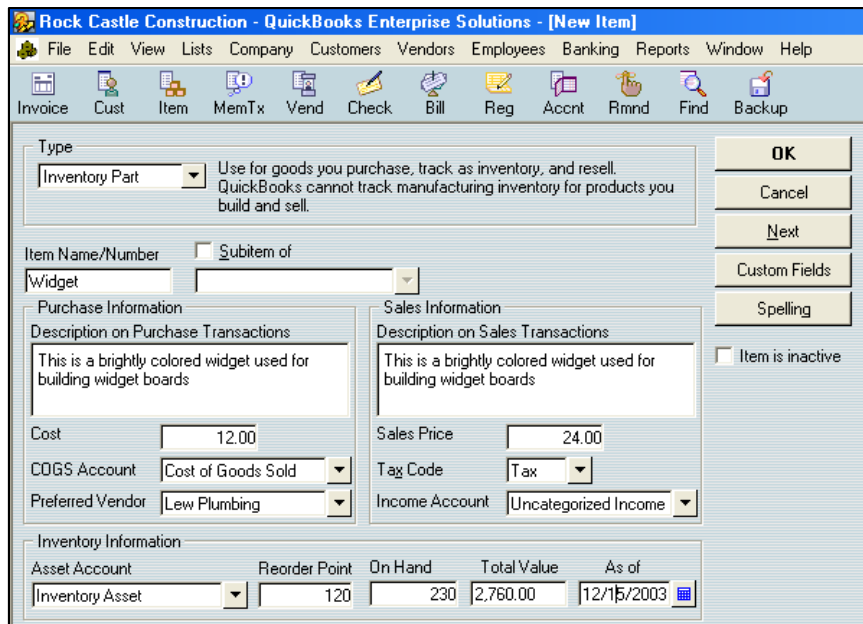 Rock Castle Construction - QuickBooks Enterprise Solutions - [New Item]
File Edit View Lists Company Customers Vendors Employees Banking Reports Window Help
Invoice Cust Item MemTx Vend Check Bill Reg Accnt Rmnd Find Backup
Type
Inventory Part
Use for goods you purchase, track as inventory, and resell.
QuickBooks cannot track manufacturing inventory for products you
build and sell.
OK
Cancel
Next
Custom Fields
Spelling
Item is inactive
Item Name/Number
Subitem of
Widget
Purchase Information
Description on Purchase Transactions
This is a brightly colored widget used for
building widget boards
Cost 12.00
COGS Account Cost of Goods Sold
Preferred Vendor Lew Plumbing
Sales Information
Description on Sales Transactions
This is a brightly colored widget used for
building widget boards
Sales Price 24.00
Tax Code Tax
Income Account Uncategorized Income
Inventory Information
Asset Account Reorder Point On Hand Total Value As of
Inventory Asset 120 230 2,760.00 12/15/2003